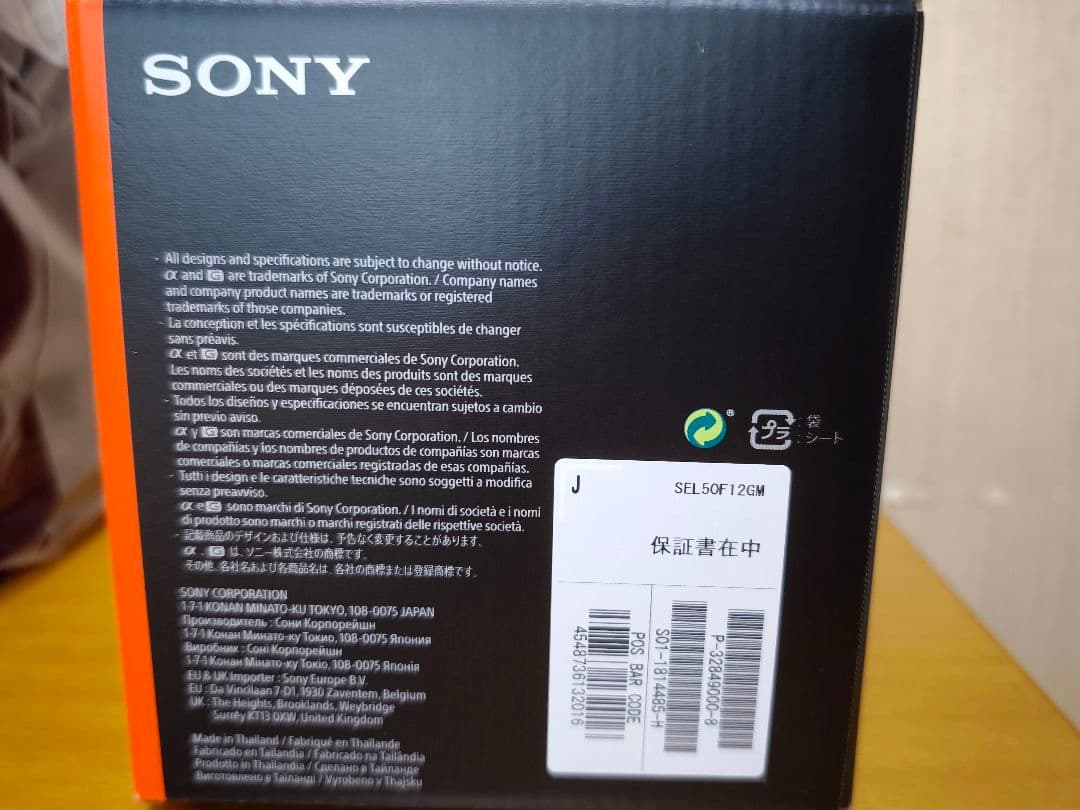 SONY
- All designs and specifications are subject to change without notice.
α and G are trademarks of Sony Corporation. / Company names
and company product names are trademarks or registered
trademarks of those companies.
- La conception et les spécifications sont susceptibles de changer
sans préavis.
α et G sont des marques commerciales de Sony Corporation.
Les noms des sociétés et les noms des produits sont des marques
commerciales ou des marques déposées de ces sociétés.
- Todos los diseños y especificaciones se encuentran sujetos a cambio
sin previo aviso.
α y G son marcas comerciales de Sony Corporation. / Los nombres
de compañías y los nombres de productos de compañías son marcas
comerciales o marcas comerciales registradas de esas compañías.
- Tutti i design e le caratteristiche tecniche sono soggetti a modifica
senza preavviso.
α e G sono marchi di Sony Corporation. / I nomi di società e i nomi
di prodotto sono marchi o marchi registrati delle rispettive società.
- 記載商品のデザインおよび仕様は、予告なく変更することがあります。
α、G は、ソニー株式会社の商標です。
その他、各社名および各商品名は、各社の商標または登録商標です。
SONY CORPORATION
1-7-1 KONAN MINATO-KU TOKYO, 108-0075 JAPAN
Производитель : Сони Корпорейшн
1-7-1 Конан Минато-ку Токио, 108-0075 Япония
Виробник : Соні Корпорейшн
1-7-1 Конан Мінато-ку Токіо, 108-0075 Японія
EU & UK Importer : Sony Europe B.V.
EU : Da Vincilaan 7-D1, 1930 Zaventem, Belgium
UK : The Heights, Brooklands, Weybridge
Surrey KT13 0XW, United Kingdom
Made in Thailand / Fabriqué en Thaïlande
Fabricado en Tailandia / Fabricado na Tailândia
Prodotto in Thailandia / Сделано в Тайланде
Виготовлено в Таїланді / Vyrobeno v Thajsku
®
プラ
: 袋
: シート
J SEL50F12GM
保証書在中
P-32849000-8
S01-1814485-H
POS BAR CODE
4548736132016